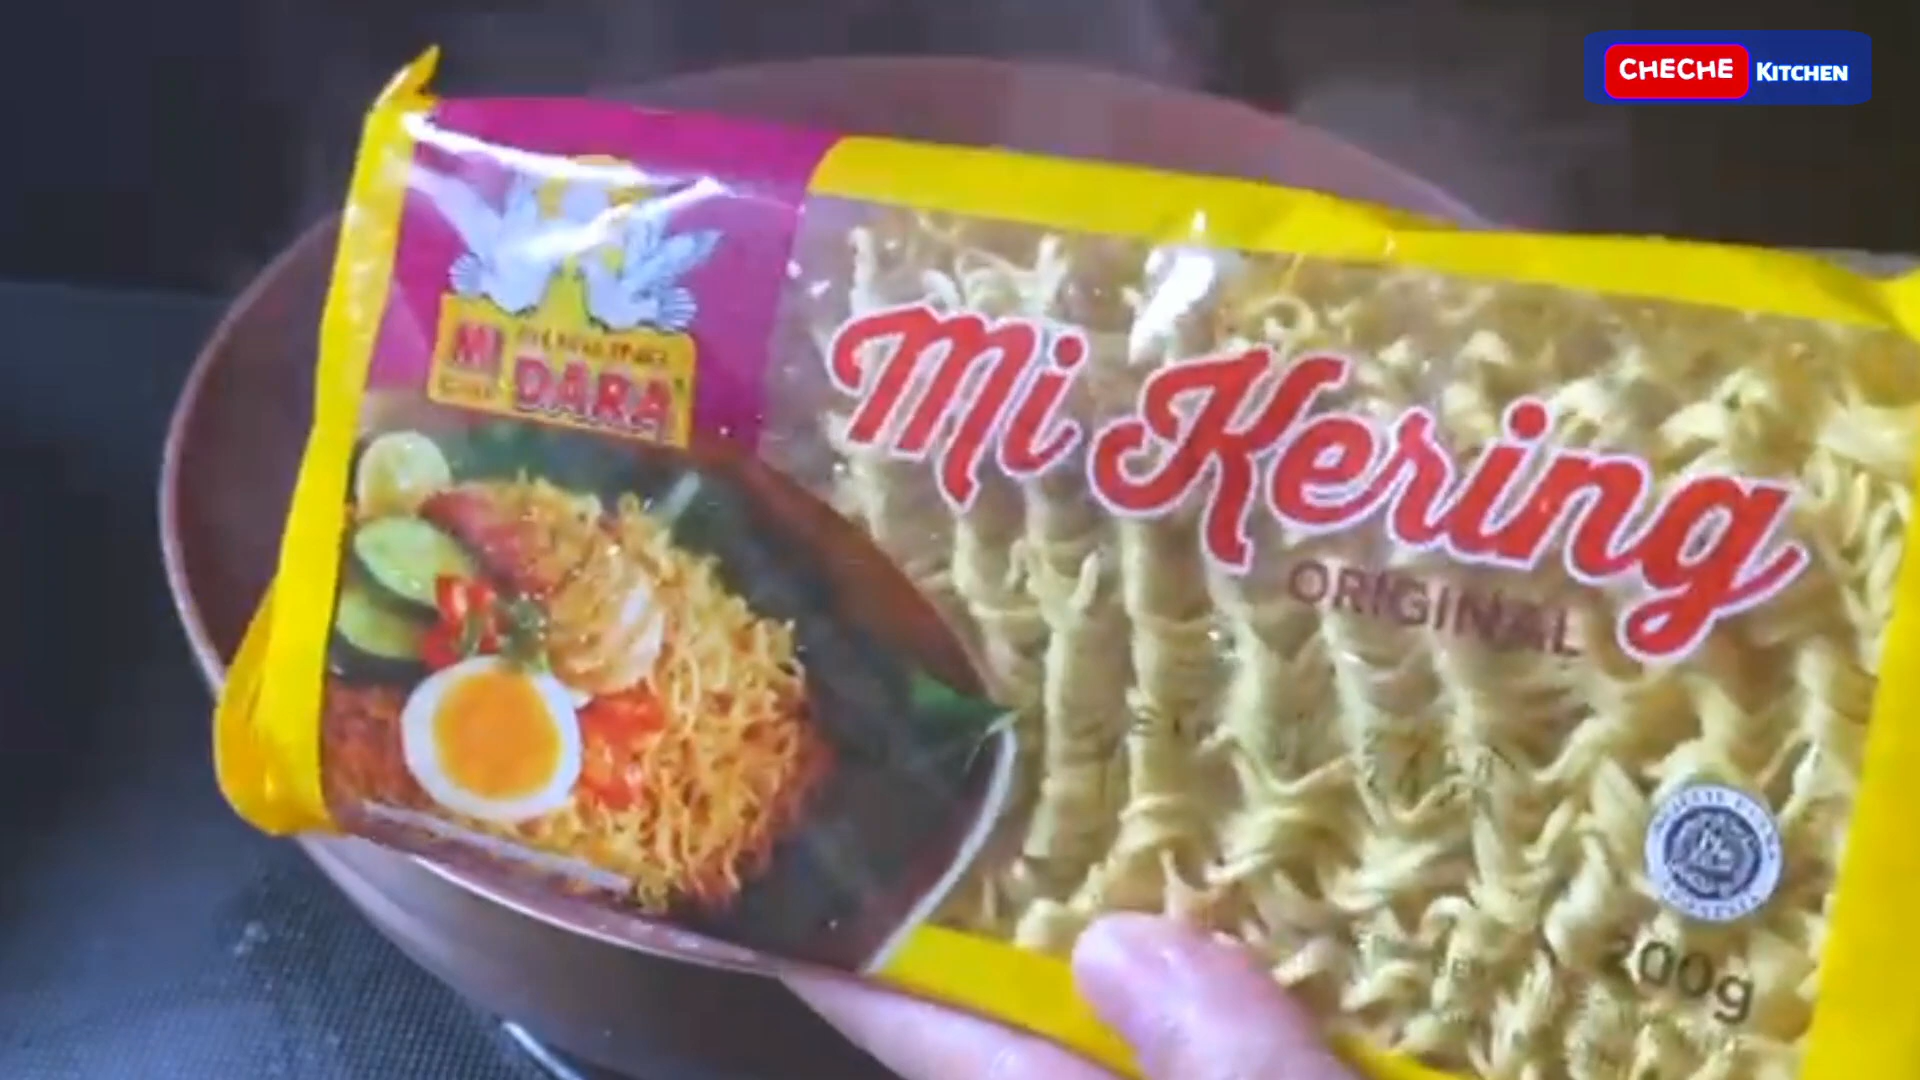 CHECHE KITCHEN
MI DARA
Mi Kering
ORIGINAL
200g